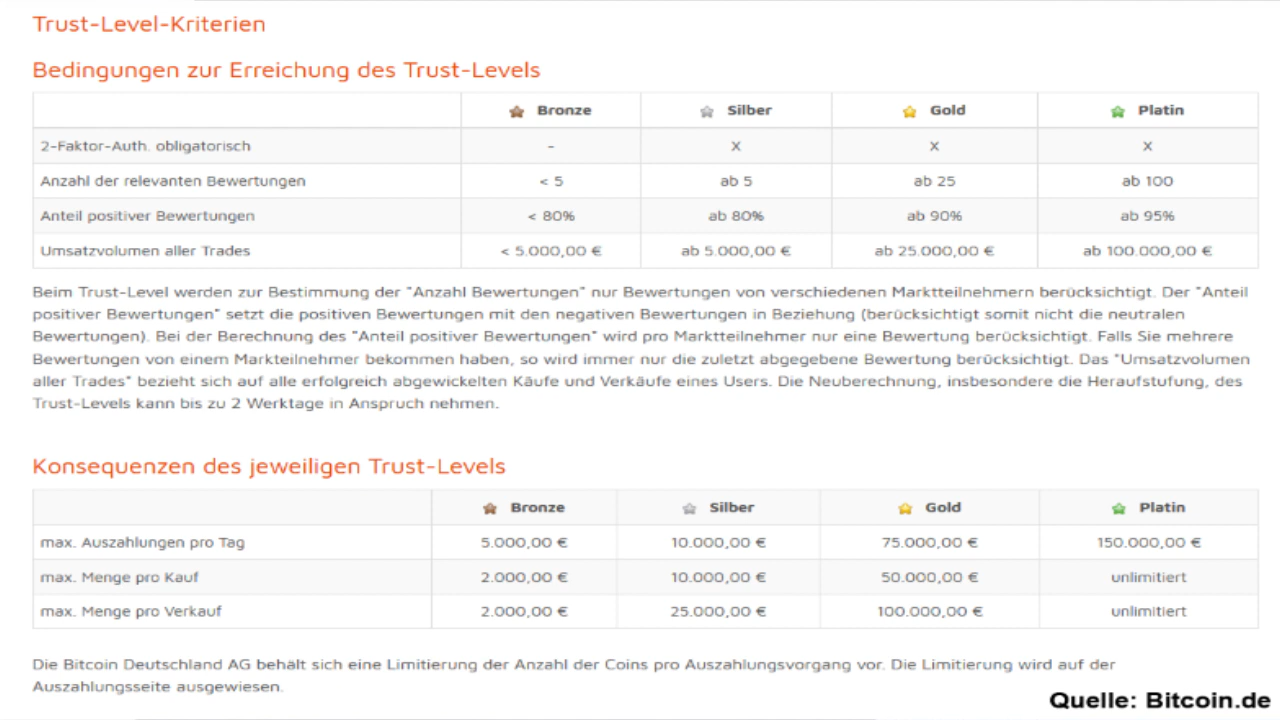 Trust-Level-Kriterien
Bedingungen zur Erreichung des Trust-Levels
Bronze Silber Gold Platin
2-Faktor-Auth. obligatorisch - X X X
Anzahl der relevanten Bewertungen < 5 ab 5 ab 25 ab 100
Anteil positiver Bewertungen < 80% ab 80% ab 90% ab 95%
Umsatzvolumen aller Trades < 5.000,00 € ab 5.000,00 € ab 25.000,00 € ab 100.000,00 €
Beim Trust-Level werden zur Bestimmung der "Anzahl Bewertungen" nur Bewertungen von verschiedenen Marktteilnehmern berücksichtigt. Der "Anteil
positiver Bewertungen" setzt die positiven Bewertungen mit den negativen Bewertungen in Beziehung (berücksichtigt somit nicht die neutralen
Bewertungen). Bei der Berechnung des "Anteil positiver Bewertungen" wird pro Marktteilnehmer nur eine Bewertung berücksichtigt. Falls Sie mehrere
Bewertungen von einem Markteilnehmer bekommen haben, so wird immer nur die zuletzt abgegebene Bewertung berücksichtigt. Das "Umsatzvolumen
aller Trades" bezieht sich auf alle erfolgreich abgewickelten Käufe und Verkäufe eines Users. Die Neuberechnung, insbesondere die Heraufstufung, des
Trust-Levels kann bis zu 2 Werktage in Anspruch nehmen.
Konsequenzen des jeweiligen Trust-Levels
Bronze Silber Gold Platin
max. Auszahlungen pro Tag 5.000,00 € 10.000,00 € 75.000,00 € 150.000,00 €
max. Menge pro Kauf 2.000,00 € 10.000,00 € 50.000,00 € unlimitiert
max. Menge pro Verkauf 2.000,00 € 25.000,00 € 100.000,00 € unlimitiert
Die Bitcoin Deutschland AG behält sich eine Limitierung der Anzahl der Coins pro Auszahlungsvorgang vor. Die Limitierung wird auf der
Auszahlungsseite ausgewiesen.
Quelle: Bitcoin.de